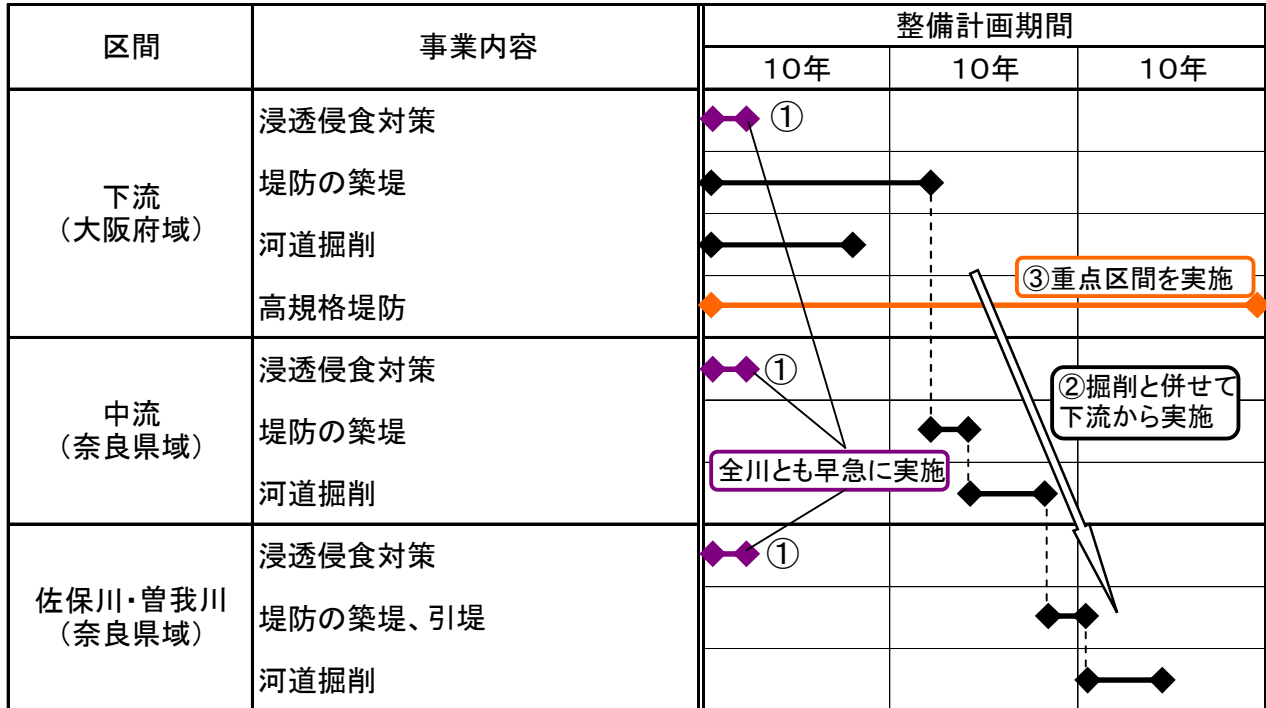 区間
事業内容
整備計画期間
10年
10年
10年
下流
（大阪府域）
浸透侵食対策
①
堤防の築堤
河道掘削
③重点区間を実施
高規格堤防
中流
（奈良県域）
浸透侵食対策
①
②掘削と併せて
下流から実施
堤防の築堤
全川とも早急に実施
河道掘削
佐保川・曽我川
（奈良県域）
浸透侵食対策
①
堤防の築堤、引堤
河道掘削